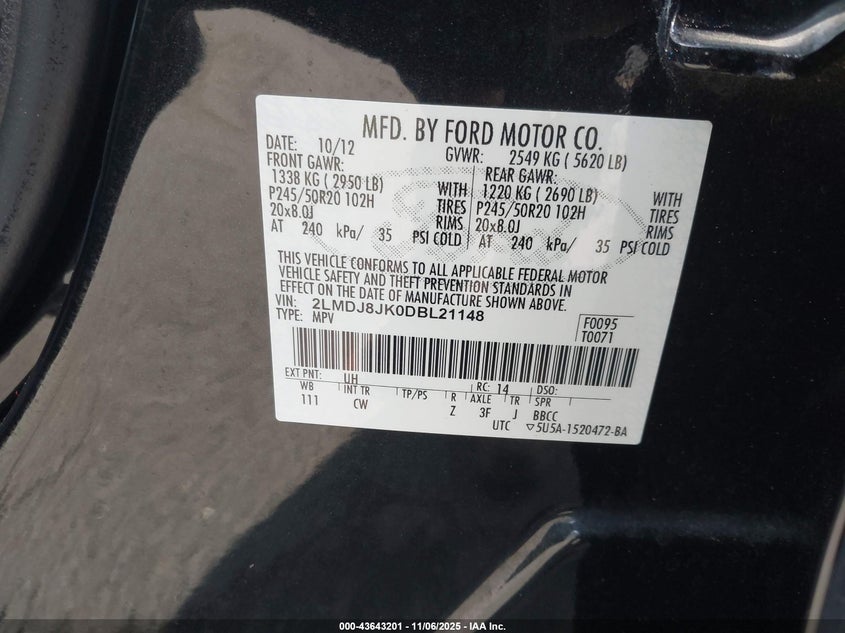 MFD. BY FORD MOTOR CO.
DATE: 10/12 GVWR: 2549 KG ( 5620 LB)
FRONT GAWR: REAR GAWR:
1338 KG ( 2950 LB) WITH 1220 KG ( 2690 LB) WITH
P245/50R20 102H TIRES P245/50R20 102H TIRES
20x8.0J RIMS 20x8.0J RIMS
AT 240 kPa/ 35 PSI COLD AT 240 kPa/ 35 PSI COLD
THIS VEHICLE CONFORMS TO ALL APPLICABLE FEDERAL MOTOR
VEHICLE SAFETY AND THEFT PREVENTION STANDARDS IN
EFFECT ON THE DATE OF MANUFACTURE SHOWN ABOVE.
VIN: 2LMDJ8JK0DBL21148
TYPE: MPV
F0095
T0071
EXT PNT: UH RC: 14 DSO:
WB INT TR TP/PS R AXLE TR SPR
111 CW Z 3F J BBCC
UTC ▽5U5A-1520472-BA
000-43643201 - 11/06/2025 - IAA Inc.